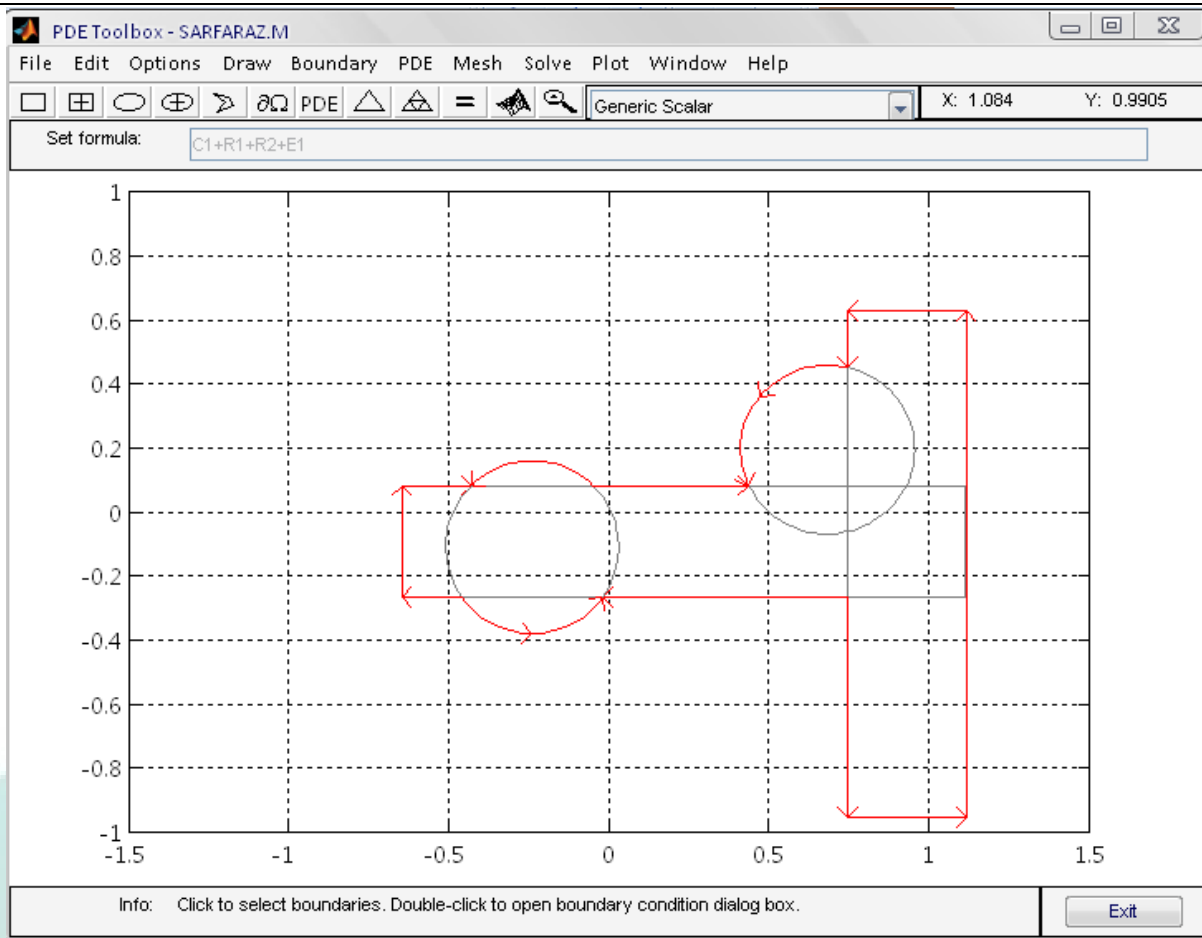 PDE Toolbox - SARFARAZ.M
File Edit Options Draw Boundary PDE Mesh Solve Plot Window Help
∂Ω PDE = Generic Scalar X: 1.084 Y: 0.9905
Set formula: C1+R1+R2+E1
1
0.8
0.6
0.4
0.2
0
-0.2
-0.4
-0.6
-0.8
-1
-1.5 -1 -0.5 0 0.5 1 1.5
Info: Click to select boundaries. Double-click to open boundary condition dialog box. Exit